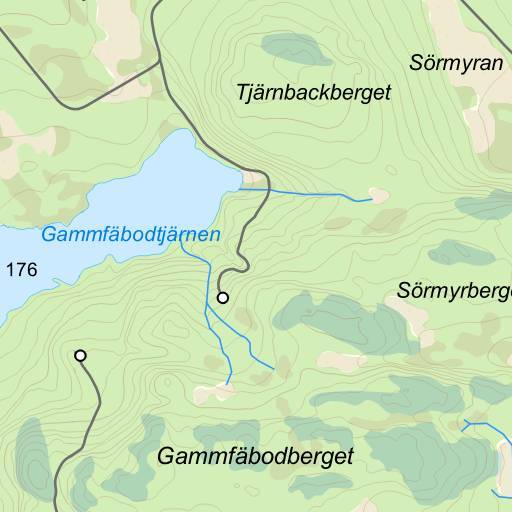 Sörmyran
Tjärnbackberget
Gammfäbodtjärnen
176
Sörmyrberge
Gammfäbodberget